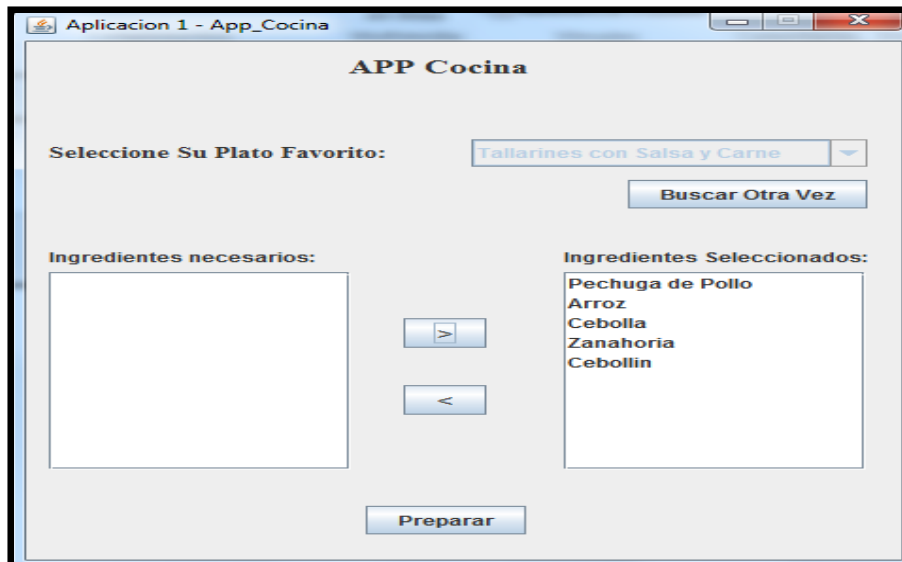 Aplicacion 1 - App_Cocina
APP Cocina
Seleccione Su Plato Favorito:
Tallarines con Salsa y Carne
Buscar Otra Vez
Ingredientes necesarios:
Ingredientes Seleccionados:
Pechuga de Pollo
Arroz
Cebolla
Zanahoria
Cebollin
>
<
Preparar